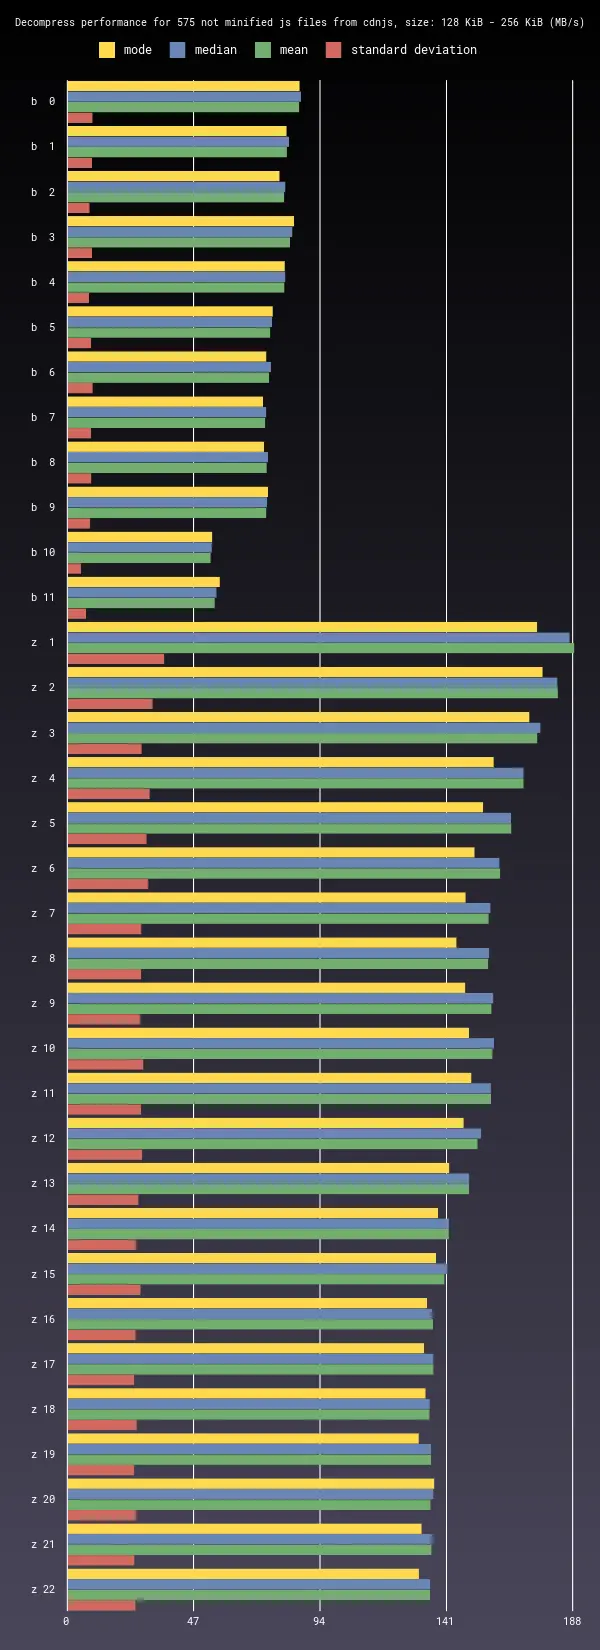 Decompress performance for 575 not minified js files from cdnjs, size: 128 KiB - 256 KiB (MB/s)
mode median mean standard deviation
b 0
b 1
b 2
b 3
b 4
b 5
b 6
b 7
b 8
b 9
b 10
b 11
z 1
z 2
z 3
z 4
z 5
z 6
z 7
z 8
z 9
z 10
z 11
z 12
z 13
z 14
z 15
z 16
z 17
z 18
z 19
z 20
z 21
z 22
0 47 94 141 188